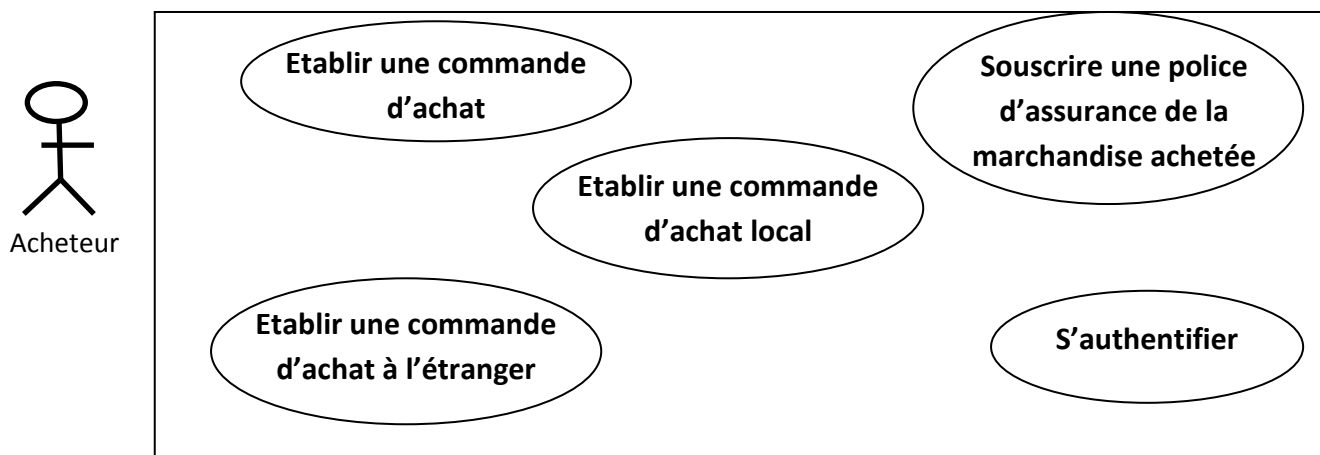 Etablir une commande
d’achat
Souscrire une police
d’assurance de la
marchandise achetée
Etablir une commande
d’achat local
Acheteur
Etablir une commande
d’achat à l’étranger
S’authentifier